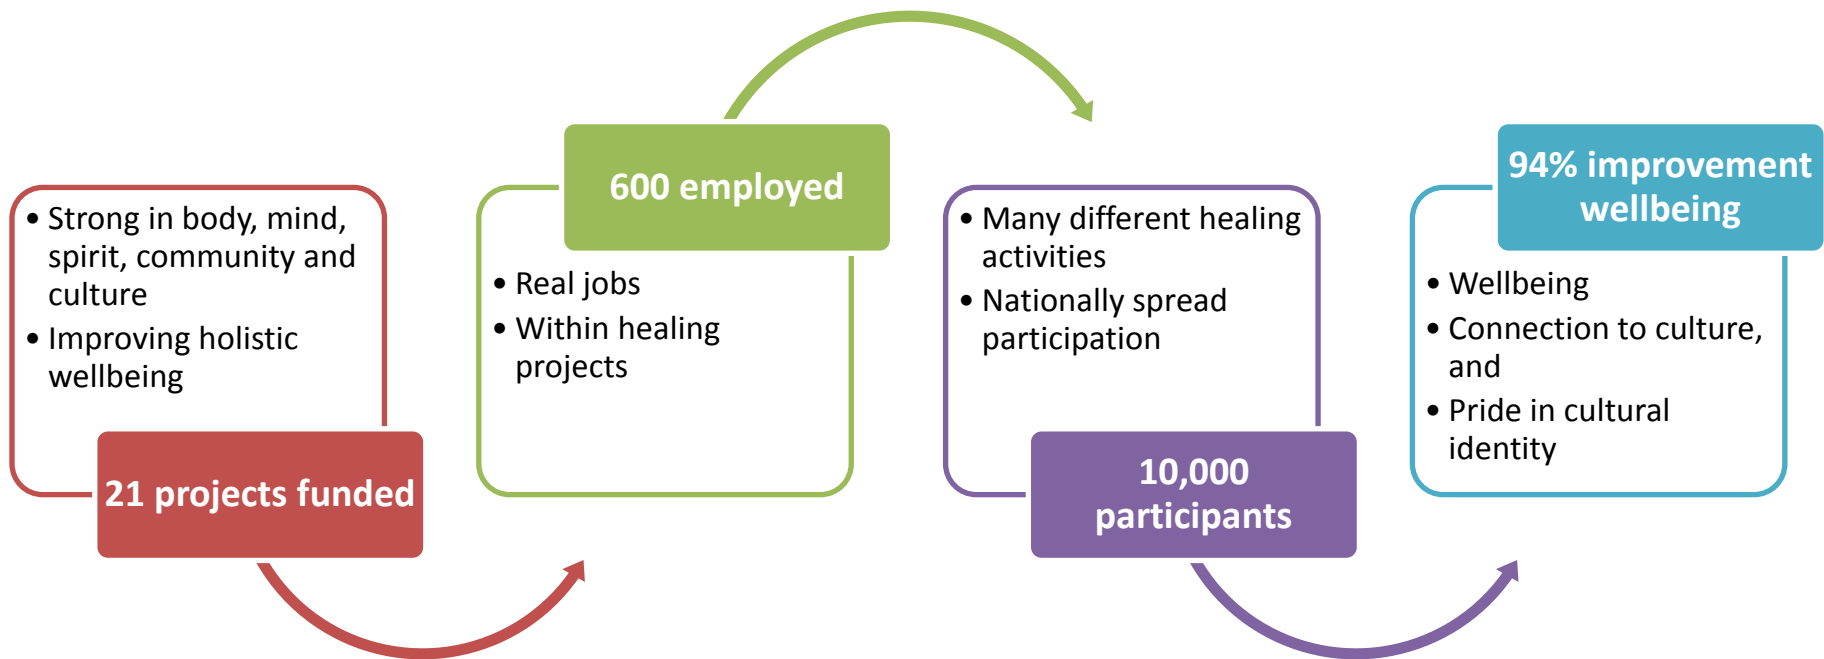 • Strong in body, mind,
spirit, community and
culture
• Improving holistic
wellbeing
21 projects funded
600 employed
• Real jobs
• Within healing
projects
• Many different healing
activities
• Nationally spread
participation
10,000
participants
94% improvement
wellbeing
• Wellbeing
• Connection to culture,
and
• Pride in cultural
identity